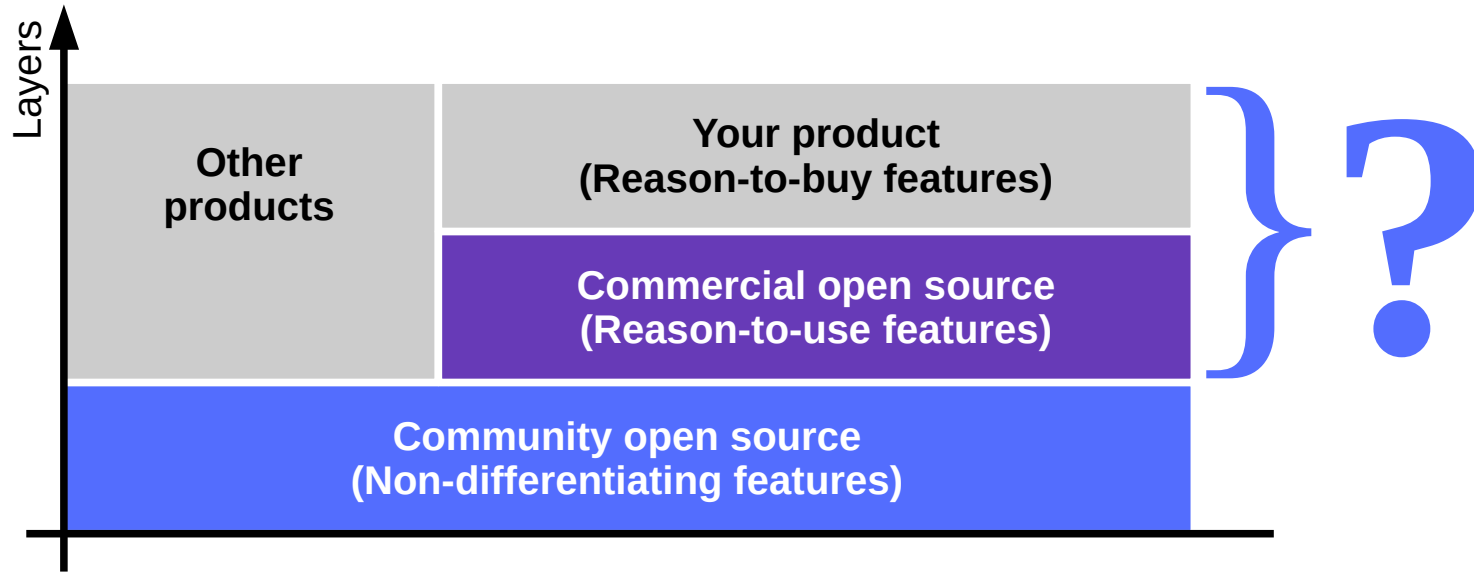 Layers
Other
products
Your product
(Reason-to-buy features)
Commercial open source
(Reason-to-use features)
Community open source
(Non-differentiating features)
}
?